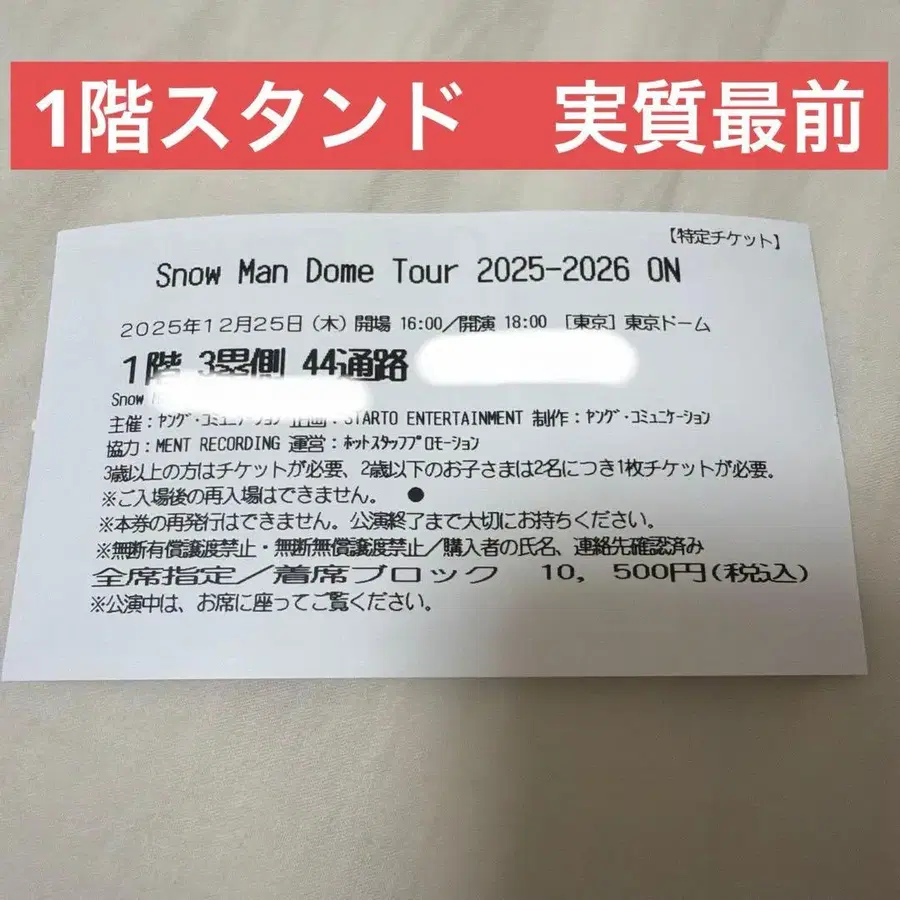 1階スタンド 実質最前
【特定チケット】
Snow Man Dome Tour 2025-2026 ON
2025年12月25日（木）開場 16:00／開演 18:00 ［東京］東京ドーム
1階 3塁側 44通路
Snow
主催：ﾔﾝｸﾞ・ｺﾐｭﾆｹｰｼｮﾝ 企画：STARTO ENTERTAINMENT 制作：ﾔﾝｸﾞ・ｺﾐｭﾆｹｰｼｮﾝ
協力：MENT RECORDING 運営：ﾎｯﾄｽﾀｯﾌﾌﾟﾛﾓｰｼｮﾝ
3歳以上の方はチケットが必要、2歳以下のお子さまは2名につき1枚チケットが必要。
※ご入場後の再入場はできません。 ●
※本券の再発行はできません。公演終了まで大切にお持ちください。
※無断有償譲渡禁止・無断無償譲渡禁止／購入者の氏名、連絡先確認済み
全席指定／着席ブロック 10，500円(税込)
※公演中は、お席に座ってご覧ください。